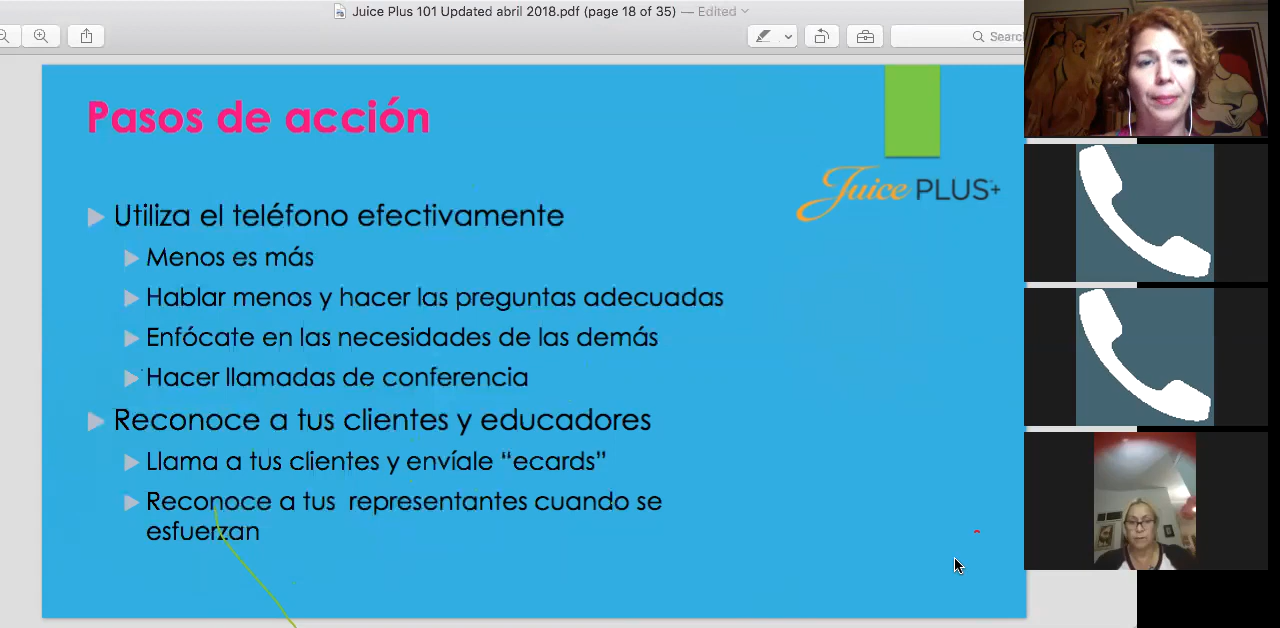 Juice Plus 101 Updated abril 2018.pdf (page 18 of 35) — Edited
Search
Pasos de acción
Juice PLUS+
Utiliza el teléfono efectivamente
Menos es más
Hablar menos y hacer las preguntas adecuadas
Enfócate en las necesidades de las demás
Hacer llamadas de conferencia
Reconoce a tus clientes y educadores
Llama a tus clientes y envíale “ecards”
Reconoce a tus representantes cuando se
esfuerzan